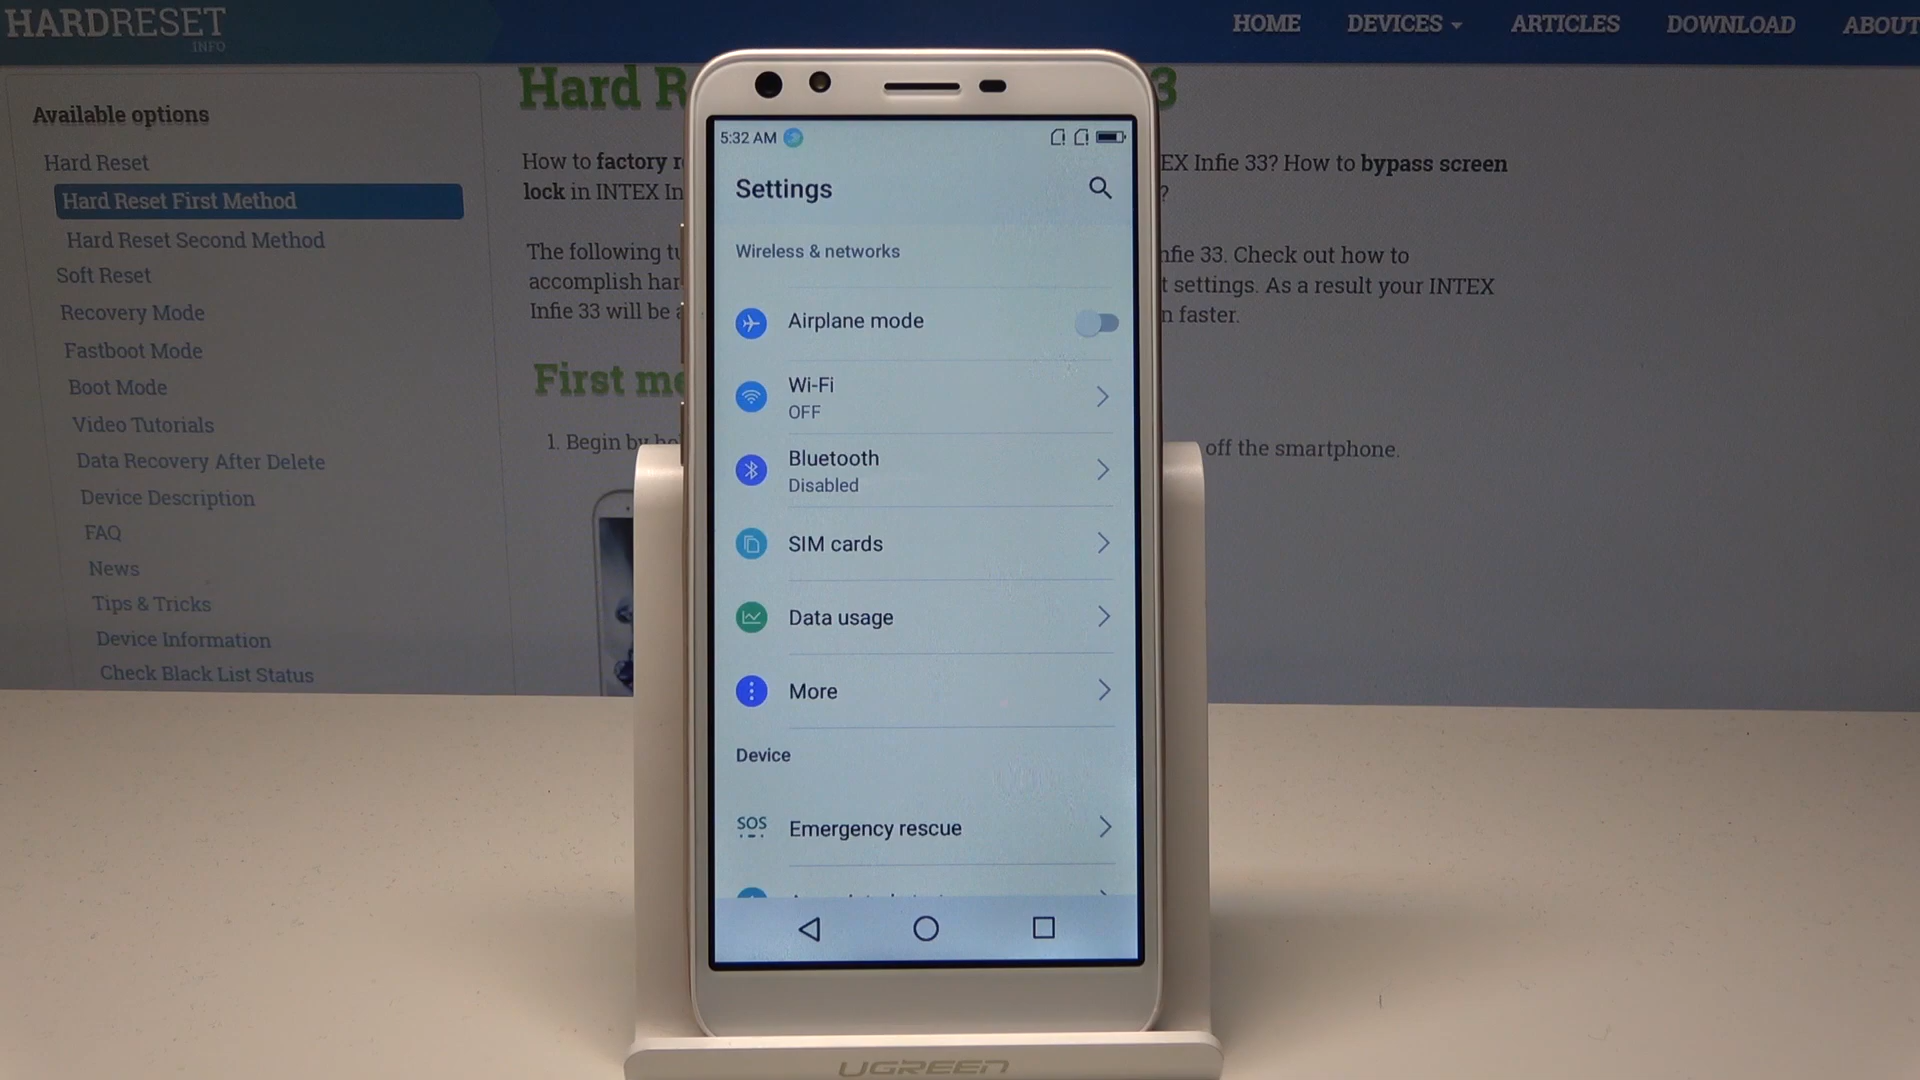 HARDRESET
INFO
HOME
DEVICES
ARTICLES
DOWNLOAD
ABOUT
Available options
Hard Reset
Hard Reset First Method
Hard Reset Second Method
Soft Reset
Recovery Mode
Fastboot Mode
Boot Mode
Video Tutorials
Data Recovery After Delete
Device Description
FAQ
News
Tips & Tricks
Device Information
Check Black List Status
Hard R
3
How to factory r
EX Infie 33? How to bypass screen
lock in INTEX In
?
The following tu
nfie 33. Check out how to
accomplish har
t settings. As a result your INTEX
Infie 33 will be a
n faster.
First me
1. Begin by ho
off the smartphone.
5:32 AM
Settings
Wireless & networks
Airplane mode
Wi-Fi
OFF
Bluetooth
Disabled
SIM cards
Data usage
More
Device
SOS
Emergency rescue
UGREEN